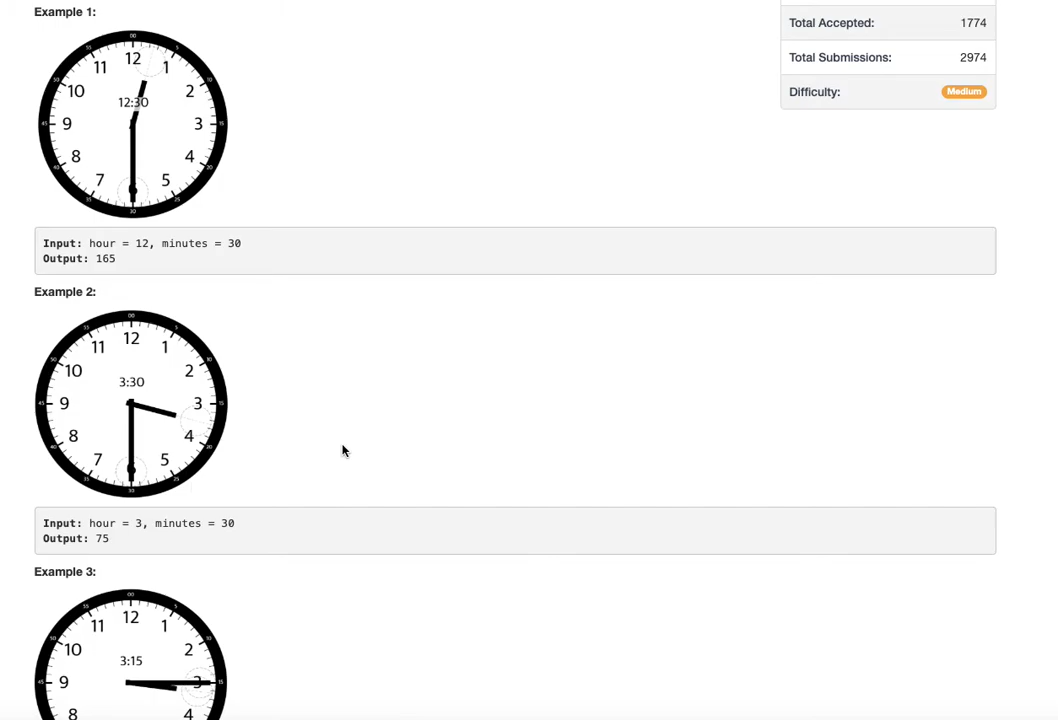 Example 1:
Total Accepted: 1774
Total Submissions: 2974
Difficulty: Medium
12
11 1
10 2
12:30
9 3
8 4
7 5
Input: hour = 12, minutes = 30
Output: 165
Example 2:
12
11 1
10 2
3:30
9 3
8 4
7 5
Input: hour = 3, minutes = 30
Output: 75
Example 3:
12
11 1
10 2
3:15
9 3
8 4